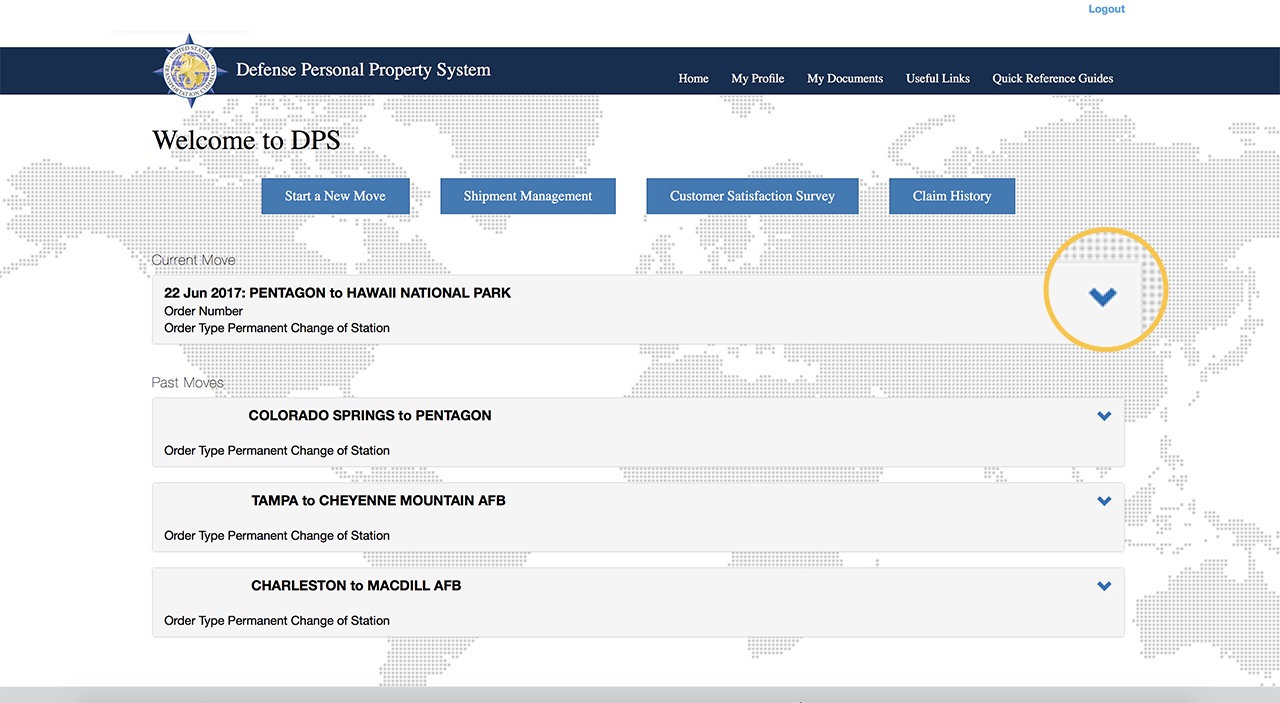 Logout
UNITED STATES
TRANSPORTATION COMMAND
Defense Personal Property System
Home My Profile My Documents Useful Links Quick Reference Guides
Welcome to DPS
Start a New Move Shipment Management Customer Satisfaction Survey Claim History
Current Move
22 Jun 2017: PENTAGON to HAWAII NATIONAL PARK
Order Number
Order Type Permanent Change of Station
Past Moves
COLORADO SPRINGS to PENTAGON
Order Type Permanent Change of Station
TAMPA to CHEYENNE MOUNTAIN AFB
Order Type Permanent Change of Station
CHARLESTON to MACDILL AFB
Order Type Permanent Change of Station